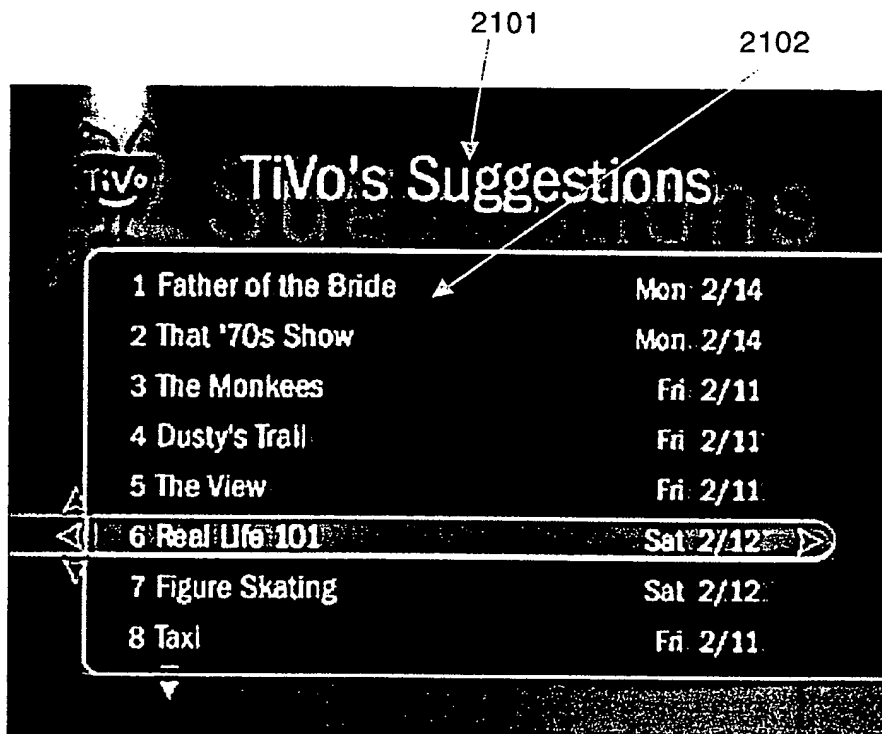 2101
2102
TiVo
TiVo's Suggestions
1 Father of the Bride Mon 2/14
2 That '70s Show Mon 2/14
3 The Monkees Fri 2/11
4 Dusty's Trail Fri 2/11
5 The View Fri 2/11
6 Real Life 101 Sat 2/12
7 Figure Skating Sat 2/12
8 Taxi Fri 2/11